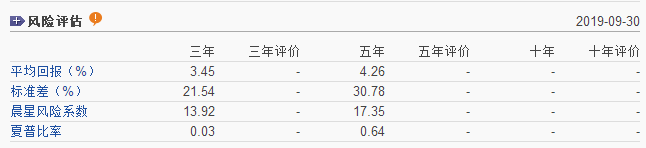 风险评估 2019-09-30
三年 三年评价 五年 五年评价 十年 十年评价
平均回报（%） 3.45 - 4.26 - - -
标准差（%） 21.54 - 30.78 - - -
晨星风险系数 13.92 - 17.35 - - -
夏普比率 0.03 - 0.64 - - -